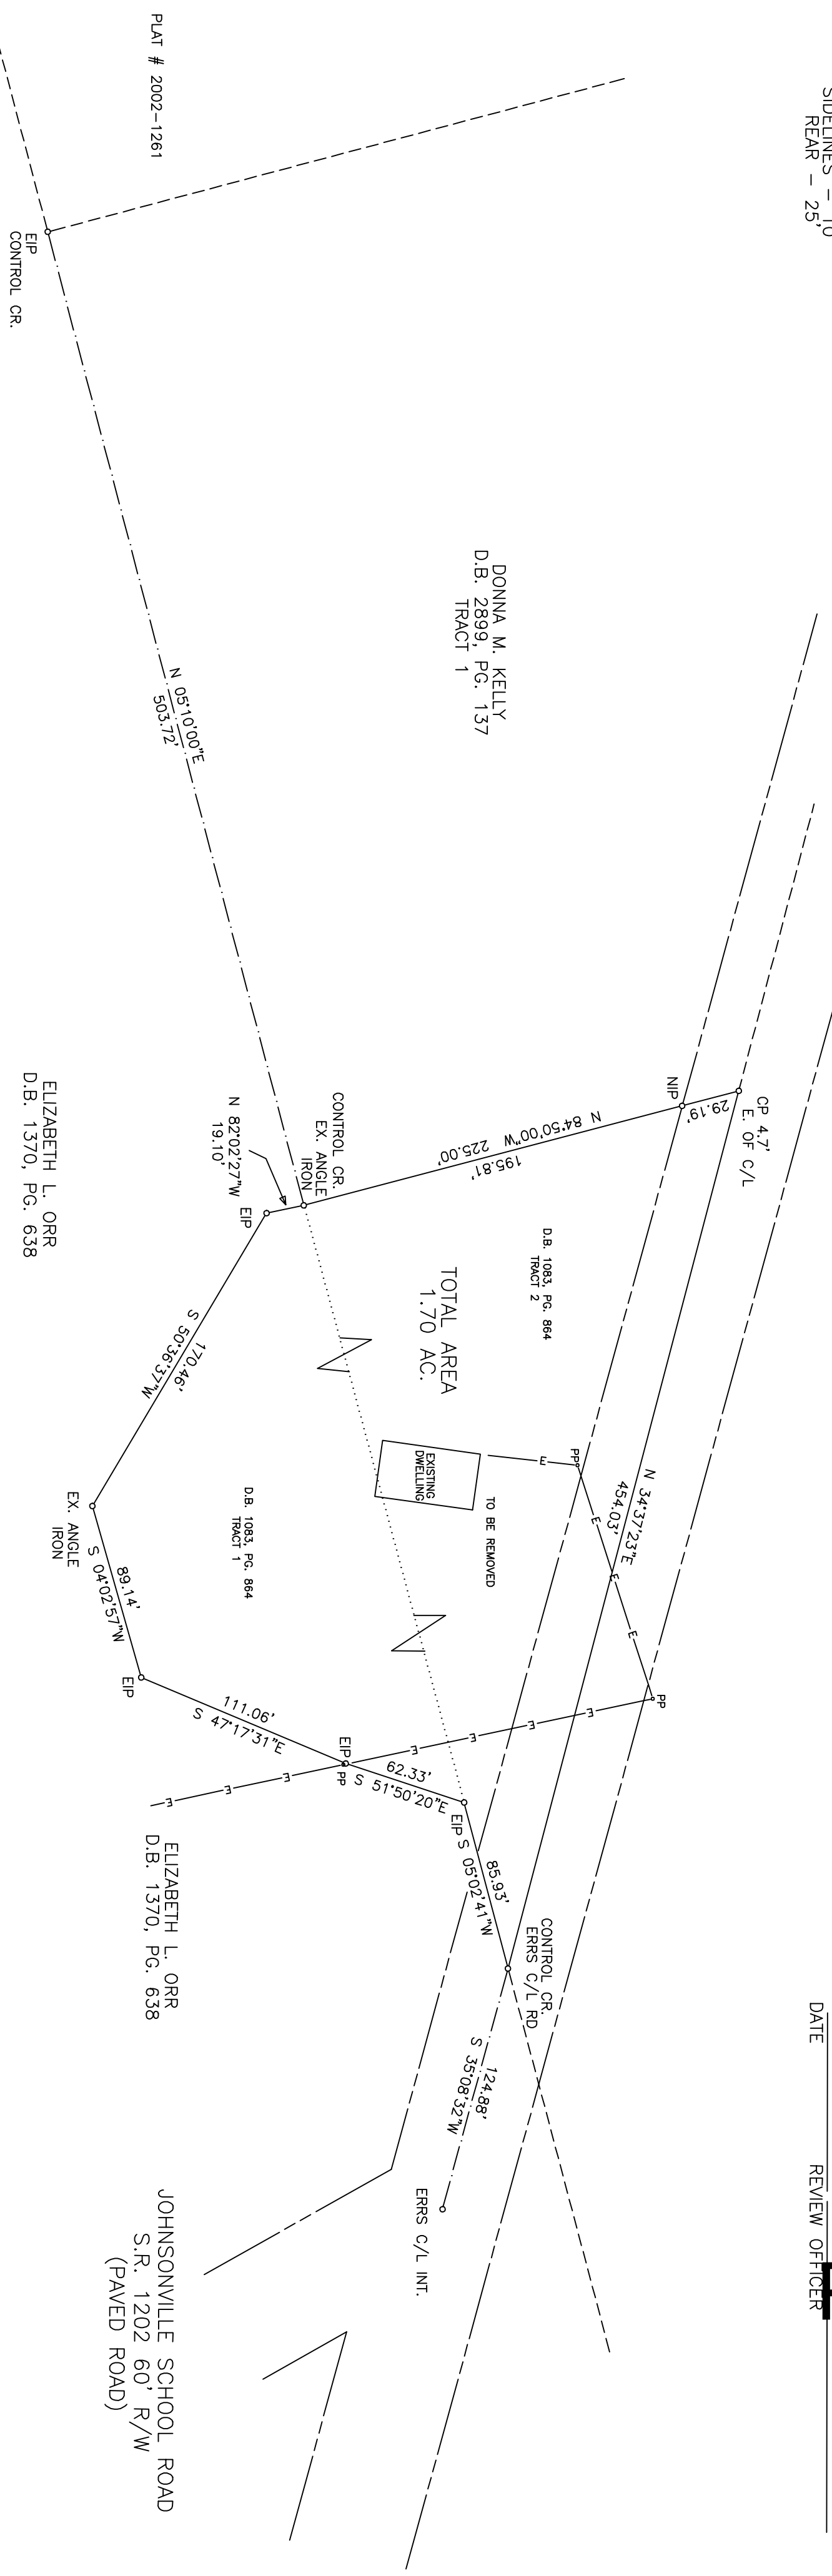 SIDELINES - 10'
REAR - 25'
PLAT # 2002-1261
EIP
CONTROL CR.
DONNA M. KELLY
D.B. 2899, PG. 137
TRACT 1
N 05°10'00"E
503.72'
CP 4.7'
E. OF C/L
29.19'
NIP
N 84°50'00"W 225.00'
195.81'
CONTROL CR.
EX. ANGLE
IRON
N 82°02'27"W
19.10'
EIP
ELIZABETH L. ORR
D.B. 1370, PG. 638
D.B. 1083, PG. 864
TRACT 2
TOTAL AREA
1.70 AC.
170.46'
S 50°36'37"W
N 34°37'23"E
454.03'
PP
E
E
E
E
EXISTING
DWELLING
TO BE REMOVED
D.B. 1083, PG. 864
TRACT 1
EX. ANGLE
IRON
89.14'
S 04°02'57"W
EIP
PP
E
E
E
E
E
E
E
111.06'
S 47°17'31"E
EIP
PP
62.33'
S 51°50'20"E
EIP
85.93'
S 05°02'41"W
ELIZABETH L. ORR
D.B. 1370, PG. 638
CONTROL CR.
ERRS C/L RD
124.88'
S 35°08'32"W
ERRS C/L INT.
DATE
REVIEW OFFICER
JOHNSONVILLE SCHOOL ROAD
S.R. 1202 60' R/W
(PAVED ROAD)